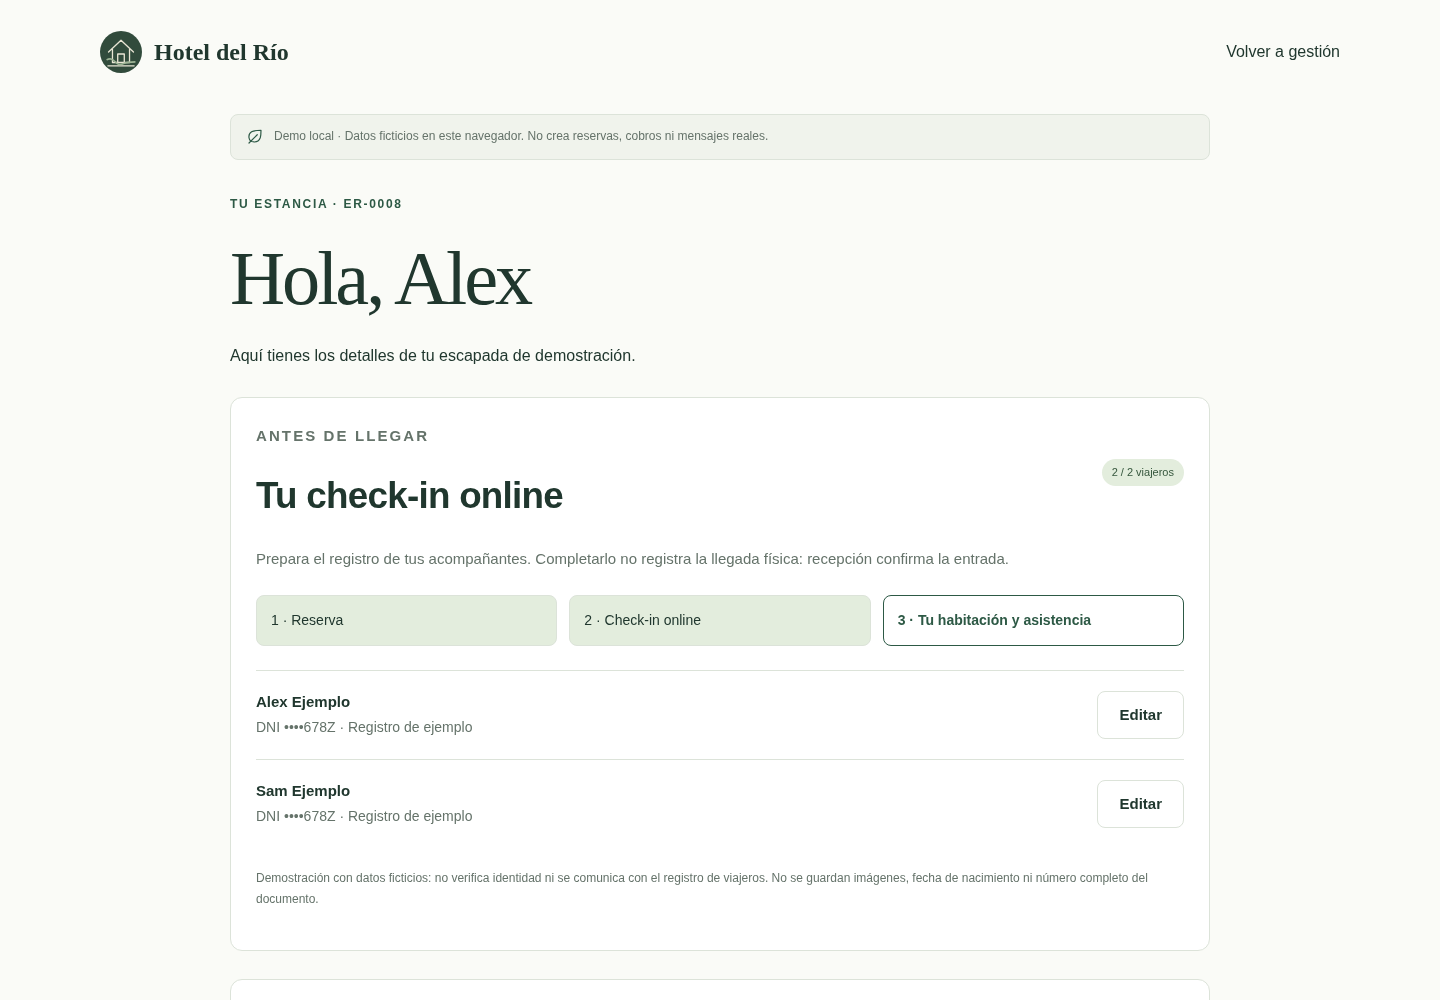 Hotel del Río
Volver a gestión
Demo local · Datos ficticios en este navegador. No crea reservas, cobros ni mensajes reales.
TU ESTANCIA · ER-0008
Hola, Alex
Aquí tienes los detalles de tu escapada de demostración.
ANTES DE LLEGAR
2 / 2 viajeros
Tu check-in online
Prepara el registro de tus acompañantes. Completarlo no registra la llegada física: recepción confirma la entrada.
1 · Reserva
2 · Check-in online
3 · Tu habitación y asistencia
Alex Ejemplo
DNI ••••678Z · Registro de ejemplo
Editar
Sam Ejemplo
DNI ••••678Z · Registro de ejemplo
Editar
Demostración con datos ficticios: no verifica identidad ni se comunica con el registro de viajeros. No se guardan imágenes, fecha de nacimiento ni número completo del
documento.